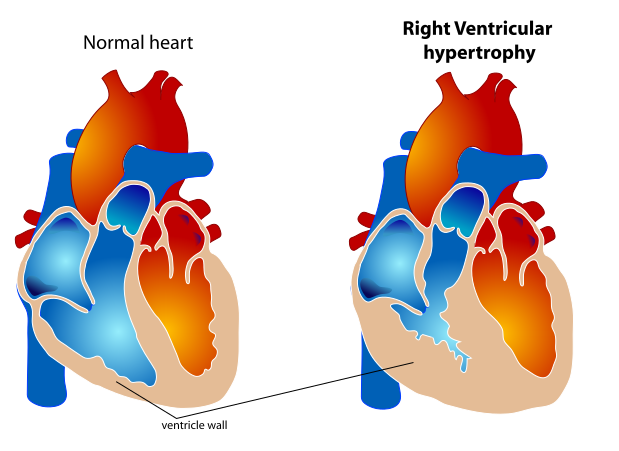 Normal heart
Right Ventricular
hypertrophy
ventricle wall